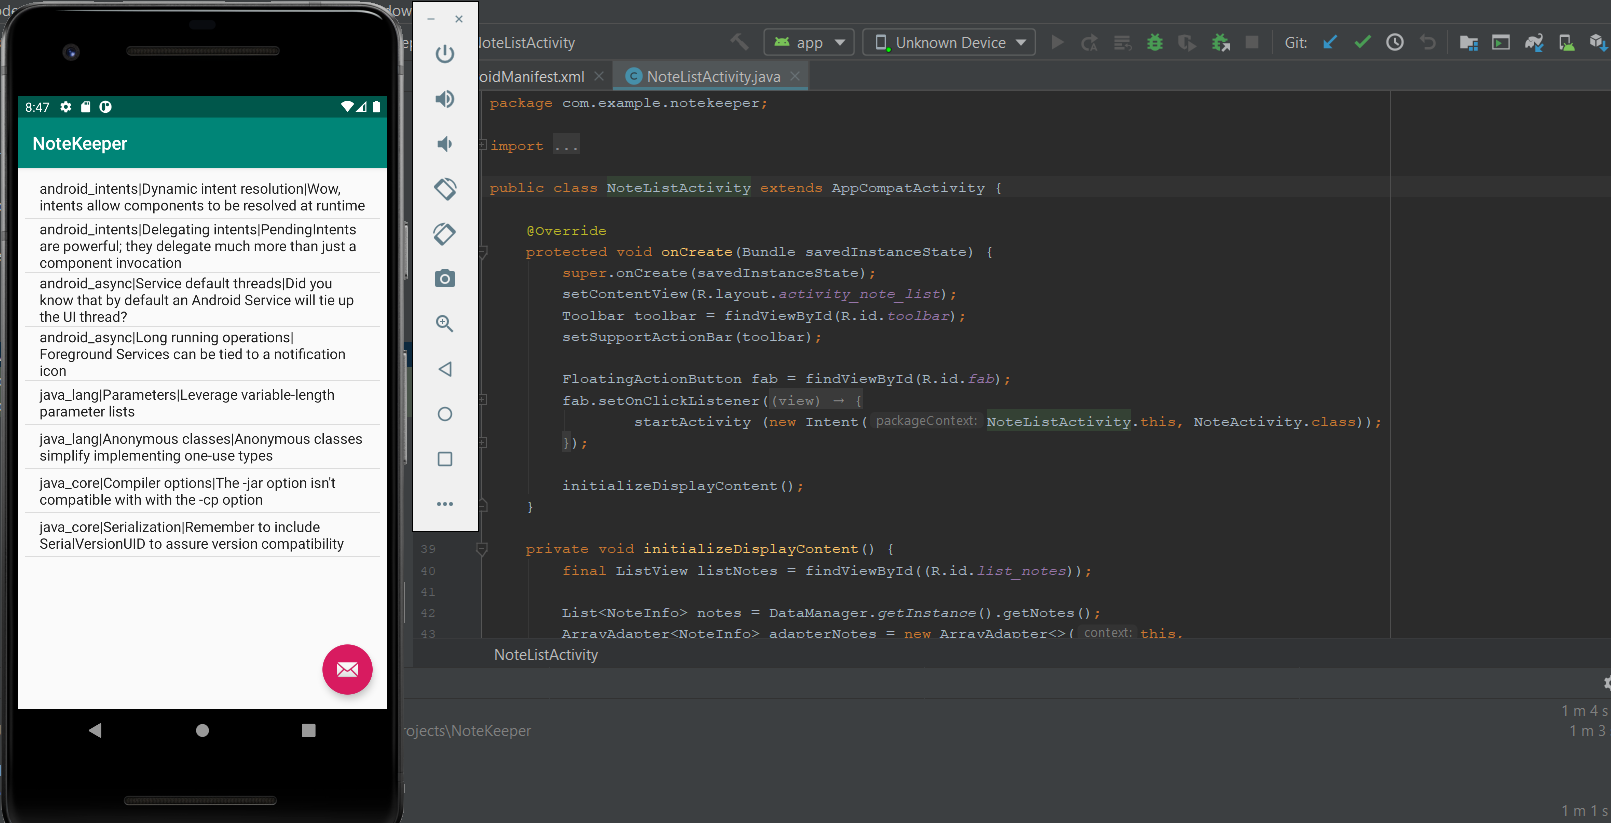 8:47
NoteKeeper
android_intents|Dynamic intent resolution|Wow,
intents allow components to be resolved at runtime
android_intents|Delegating intents|PendingIntents
are powerful; they delegate much more than just a
component invocation
android_async|Service default threads|Did you
know that by default an Android Service will tie up
the UI thread?
android_async|Long running operations|
Foreground Services can be tied to a notification
icon
java_lang|Parameters|Leverage variable-length
parameter lists
java_lang|Anonymous classes|Anonymous classes
simplify implementing one-use types
java_core|Compiler options|The -jar option isn't
compatible with with the -cp option
java_core|Serialization|Remember to include
SerialVersionUID to assure version compatibility
NoteListActivity
app
Unknown Device
Git:
oidManifest.xml
NoteListActivity.java
package com.example.notekeeper;
import ...
public class NoteListActivity extends AppCompatActivity {
@Override
protected void onCreate(Bundle savedInstanceState) {
super.onCreate(savedInstanceState);
setContentView(R.layout.activity_note_list);
Toolbar toolbar = findViewById(R.id.toolbar);
setSupportActionBar(toolbar);
FloatingActionButton fab = findViewById(R.id.fab);
fab.setOnClickListener((view) → {
startActivity (new Intent( packageContext: NoteListActivity.this, NoteActivity.class));
});
initializeDisplayContent();
}
39 private void initializeDisplayContent() {
40 final ListView listNotes = findViewById((R.id.list_notes));
41
42 List<NoteInfo> notes = DataManager.getInstance().getNotes();
43 ArrayAdapter<NoteInfo> adapterNotes = new ArrayAdapter<>( context: this,
NoteListActivity
rojects\NoteKeeper
1 m 4 s
1 m 3
1 m 1 s